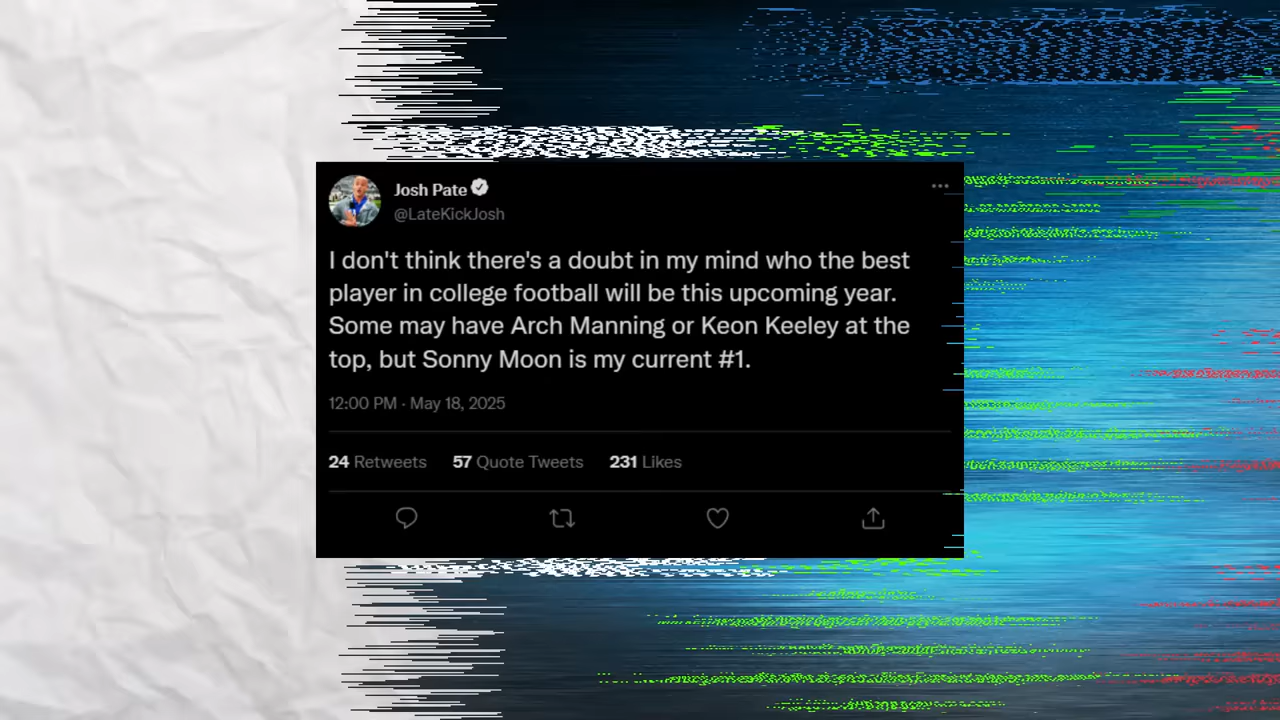 Josh Pate
@LateKickJosh
I don't think there's a doubt in my mind who the best
player in college football will be this upcoming year.
Some may have Arch Manning or Keon Keeley at the
top, but Sonny Moon is my current #1.
12:00 PM · May 18, 2025
24 Retweets 57 Quote Tweets 231 Likes